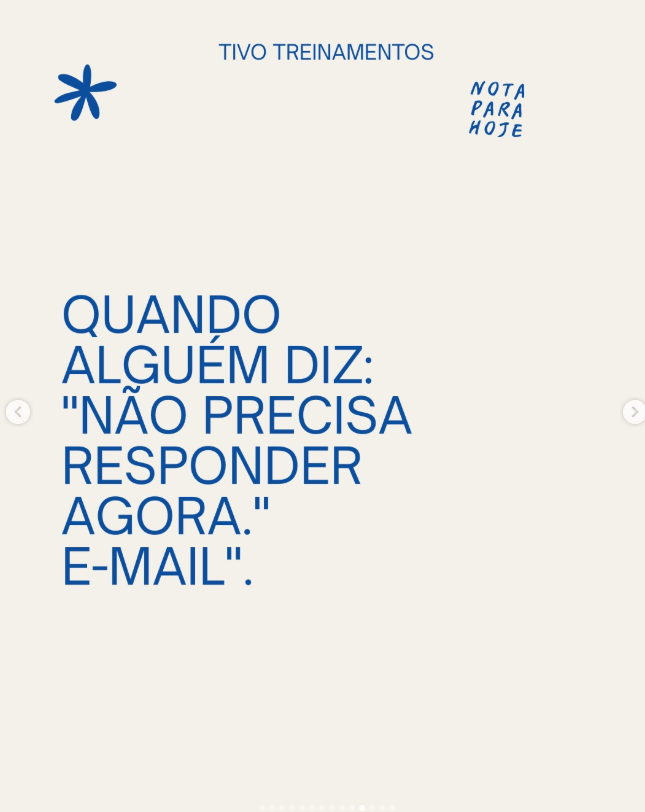 TIVO TREINAMENTOS
NOTA
PARA
HOJE
QUANDO
ALGUÉM DIZ:
"NÃO PRECISA
RESPONDER
AGORA."
E-MAIL".